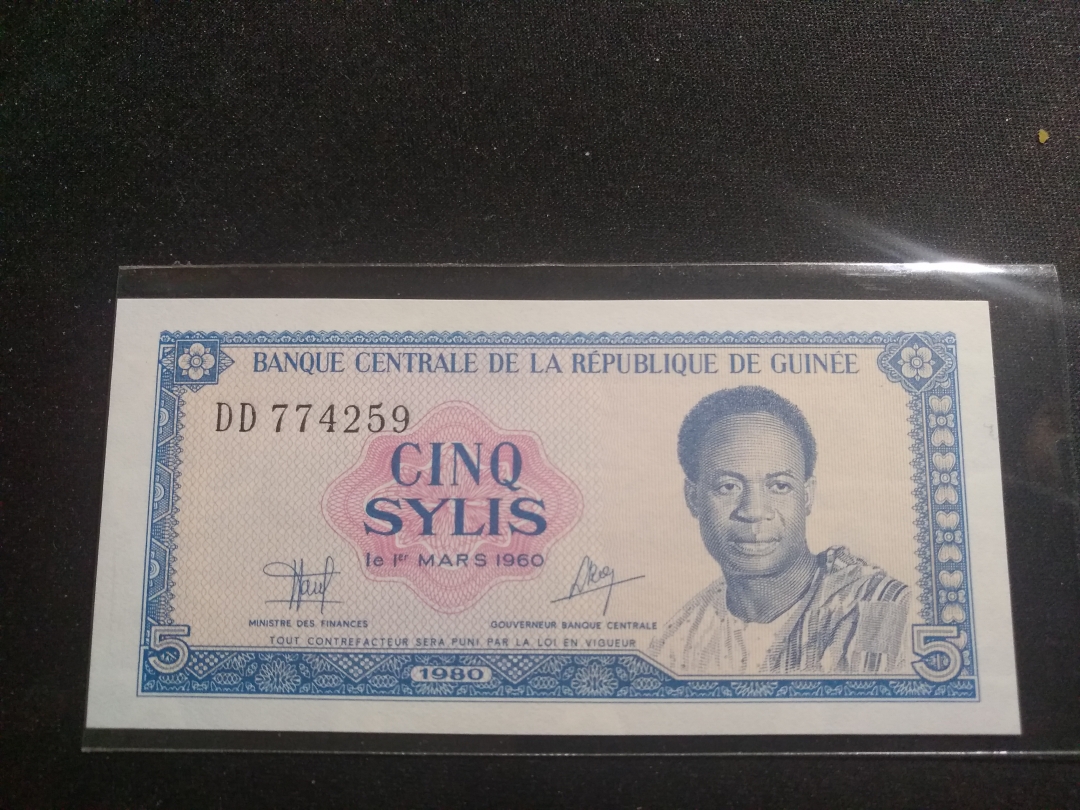 BANQUE CENTRALE DE LA RÉPUBLIQUE DE GUINÉE
DD 774259
CINQ
SYLIS
le 1er MARS 1960
MINISTRE DES FINANCES
GOUVERNEUR BANQUE CENTRALE
TOUT CONTREFACTEUR SERA PUNI PAR LA LOI EN VIGUEUR
5
1980
5